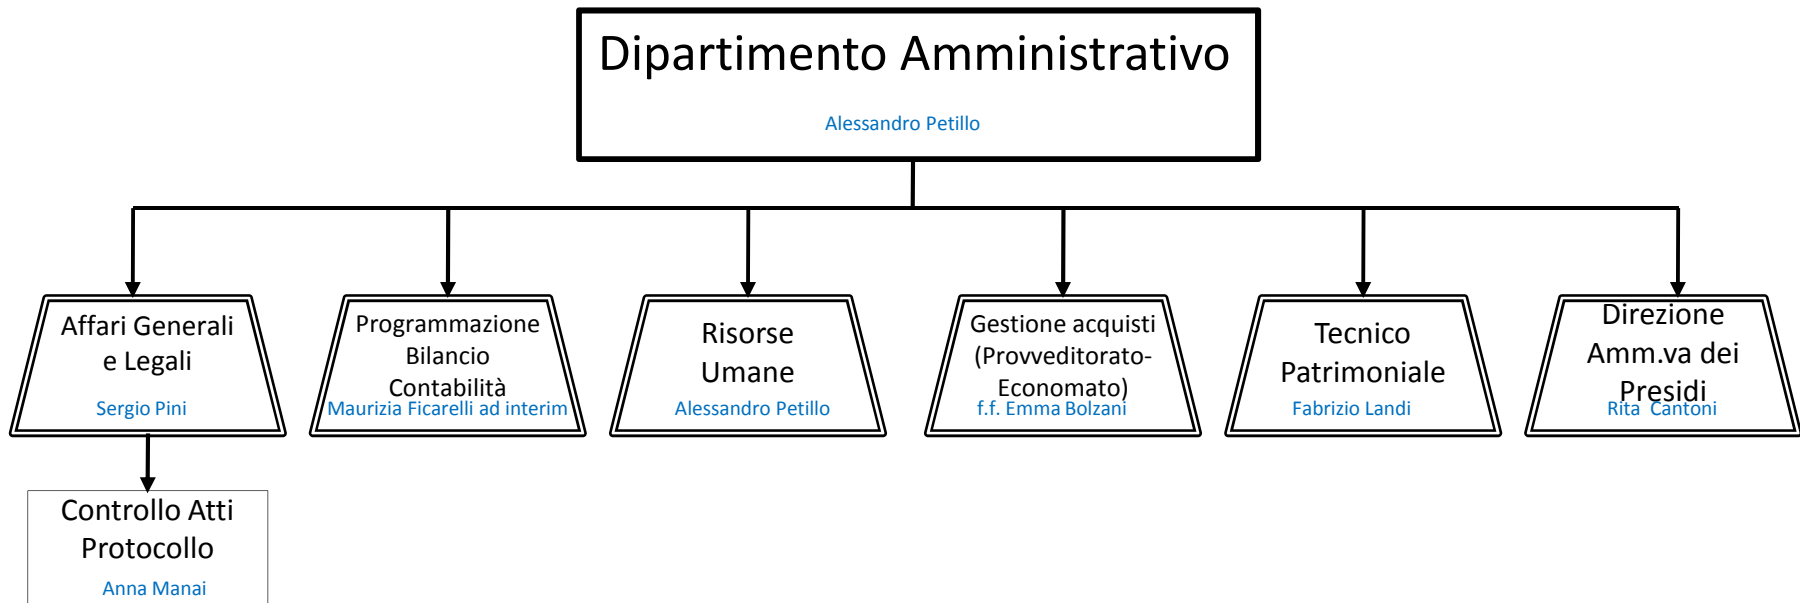 Dipartimento Amministrativo
Alessandro Petillo
Affari Generali
e Legali
Sergio Pini
Programmazione
Bilancio
Contabilità
Maurizia Ficarelli ad interim
Risorse
Umane
Alessandro Petillo
Gestione acquisti
(Provveditorato-
Economato)
f.f. Emma Bolzani
Tecnico
Patrimoniale
Fabrizio Landi
Direzione
Amm.va dei
Presidi
Rita Cantoni
Controllo Atti
Protocollo
Anna Manai